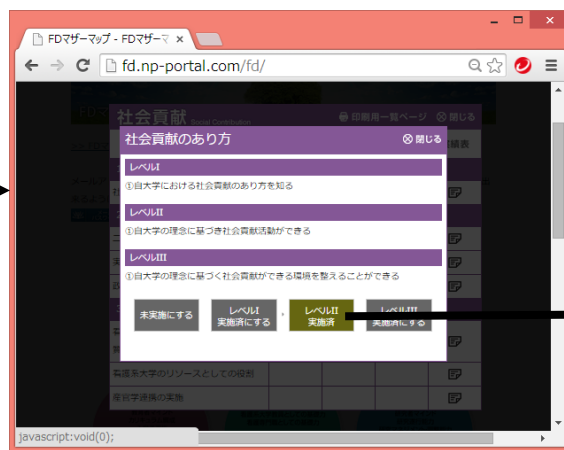 FDマザーマップ - FDザーマ ×
fd.np-portal.com/fd/
社会貢献 Social Contribution
印刷用一覧ページ
閉じる
社会貢献のあり方
閉じる
レベルI
①自大学における社会貢献のあり方を知る
レベルII
①自大学の理念に基づき社会貢献活動ができる
レベルIII
①自大学の理念に基づく社会貢献ができる環境を整えることができる
未実施にする
レベルI
実施済にする
レベルII
実施済
レベルIII
実施済にする
看護系大学のリソースとしての役割
産官学連携の実施
javascript:void(0);